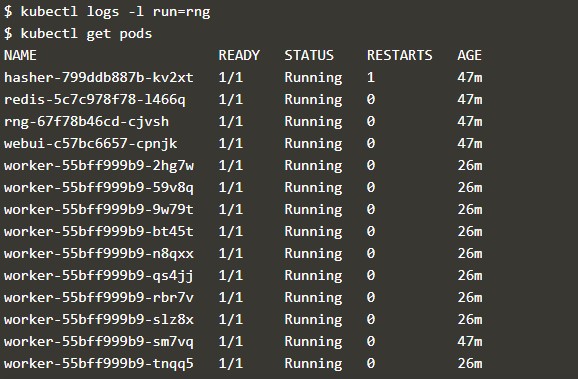 $ kubectl logs -l run=rng
$ kubectl get pods
NAME READY STATUS RESTARTS AGE
hasher-799ddb887b-kv2xt 1/1 Running 1 47m
redis-5c7c978f78-l466q 1/1 Running 0 47m
rng-67f78b46cd-cjvsh 1/1 Running 0 47m
webui-c57bc6657-cpnjk 1/1 Running 0 47m
worker-55bff999b9-2hg7w 1/1 Running 0 26m
worker-55bff999b9-59v8q 1/1 Running 0 26m
worker-55bff999b9-9w79t 1/1 Running 0 26m
worker-55bff999b9-bt45t 1/1 Running 0 26m
worker-55bff999b9-n8qxx 1/1 Running 0 26m
worker-55bff999b9-qs4jj 1/1 Running 0 26m
worker-55bff999b9-rbr7v 1/1 Running 0 26m
worker-55bff999b9-slz8x 1/1 Running 0 26m
worker-55bff999b9-sm7vq 1/1 Running 0 47m
worker-55bff999b9-tnqq5 1/1 Running 0 26m